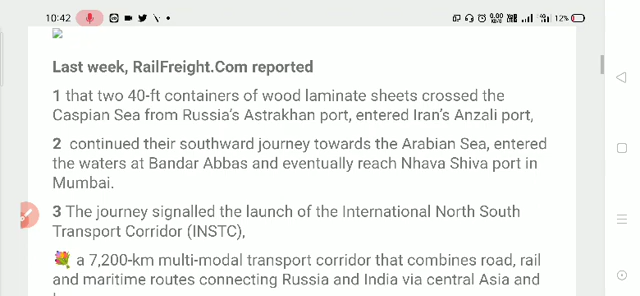 10:42
12%
Last week, RailFreight.Com reported
1 that two 40-ft containers of wood laminate sheets crossed the
Caspian Sea from Russia's Astrakhan port, entered Iran's Anzali port,
2 continued their southward journey towards the Arabian Sea, entered
the waters at Bandar Abbas and eventually reach Nhava Shiva port in
Mumbai.
3 The journey signalled the launch of the International North South
Transport Corridor (INSTC),
💐 a 7,200-km multi-modal transport corridor that combines road, rail
and maritime routes connecting Russia and India via central Asia and